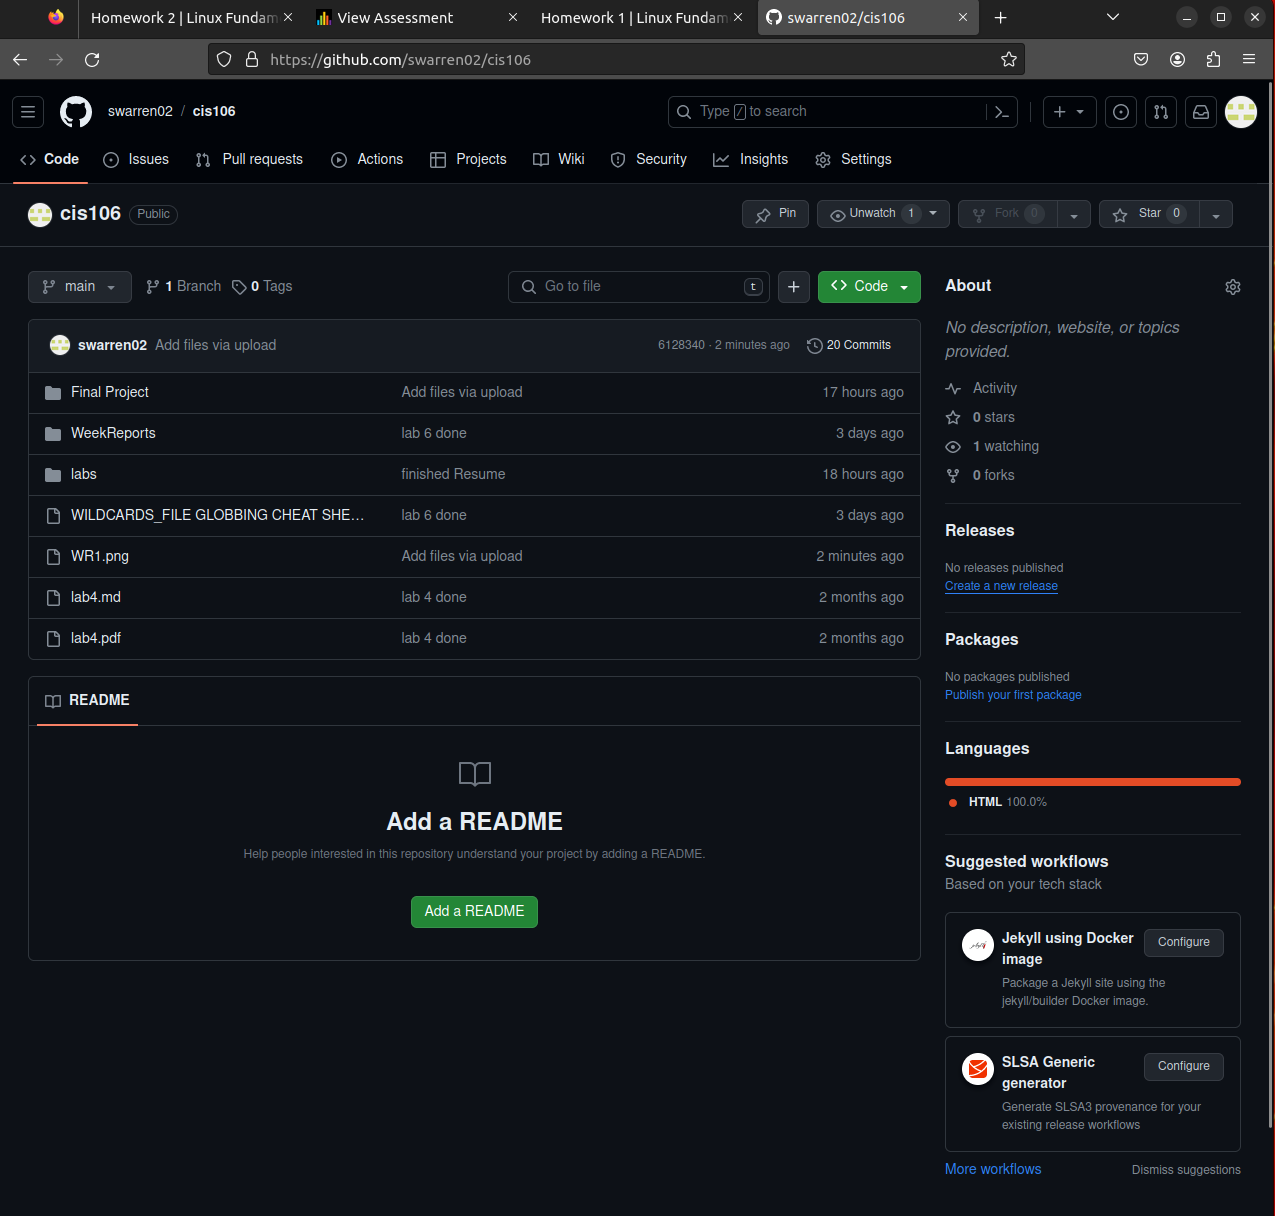 Homework 2 | Linux Fundam
View Assessment
Homework 1 | Linux Fundam
swarren02/cis106
https://github.com/swarren02/cis106
swarren02 / cis106
Type / to search
Code
Issues
Pull requests
Actions
Projects
Wiki
Security
Insights
Settings
cis106 Public
Pin
Unwatch 1
Fork 0
Star 0
main
1 Branch
0 Tags
Go to file
t
Code
swarren02 Add files via upload
6128340 · 2 minutes ago
20 Commits
Final Project Add files via upload 17 hours ago
WeekReports lab 6 done 3 days ago
labs finished Resume 18 hours ago
WILDCARDS_FILE GLOBBING CHEAT SHE... lab 6 done 3 days ago
WR1.png Add files via upload 2 minutes ago
lab4.md lab 4 done 2 months ago
lab4.pdf lab 4 done 2 months ago
README
Add a README
Help people interested in this repository understand your project by adding a README.
Add a README
About
No description, website, or topics
provided.
Activity
0 stars
1 watching
0 forks
Releases
No releases published
Create a new release
Packages
No packages published
Publish your first package
Languages
HTML 100.0%
Suggested workflows
Based on your tech stack
Jekyll using Docker
image
Configure
Package a Jekyll site using the
jekyll/builder Docker image.
SLSA Generic
generator
Configure
Generate SLSA3 provenance for your
existing release workflows
More workflows
Dismiss suggestions